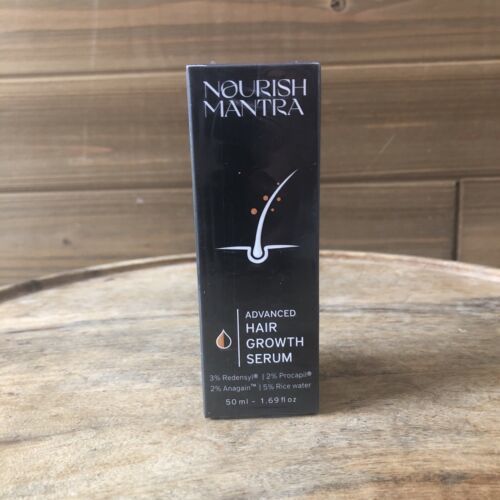 NOURISH
MANTRA
ADVANCED
HAIR
GROWTH
SERUM
3% Redensyl® | 2% Procapil®
2% Anagain™ | 5% Rice water
50 ml - 1.69 fl oz